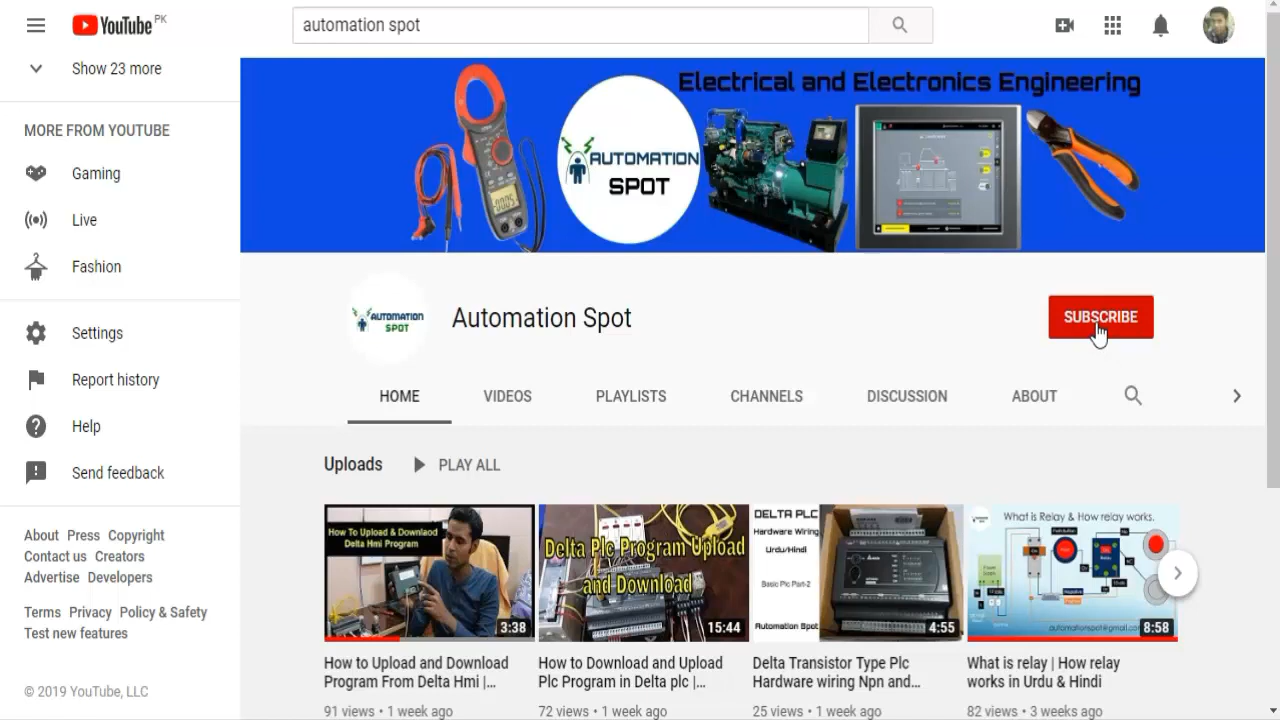 YouTube PK
automation spot
Show 23 more
MORE FROM YOUTUBE
Gaming
Live
Fashion
Settings
Report history
Help
Send feedback
About Press Copyright
Contact us Creators
Advertise Developers
Terms Privacy Policy & Safety
Test new features
© 2019 YouTube, LLC
Electrical and Electronics Engineering
AUTOMATION
SPOT
AUTOMATION
SPOT
Automation Spot
SUBSCRIBE
HOME VIDEOS PLAYLISTS CHANNELS DISCUSSION ABOUT
Uploads PLAY ALL
How To Upload & Downlaod
Delta Hmi Program
3:38
How to Upload and Download
Program From Delta Hmi |...
91 views • 1 week ago
Delta Plc Program Upload
and Download
15:44
How to Download and Upload
Plc Program in Delta plc |...
72 views • 1 week ago
DELTA PLC
Hardware Wiring
Urdu/Hindi
Basic Plc Part-2
Automation Spot
4:55
Delta Transistor Type Plc
Hardware wiring Npn and...
25 views • 1 week ago
What is Relay & How relay works.
automationspot@gmail.co
8:58
What is relay | How relay
works in Urdu & Hindi
82 views • 3 weeks ago